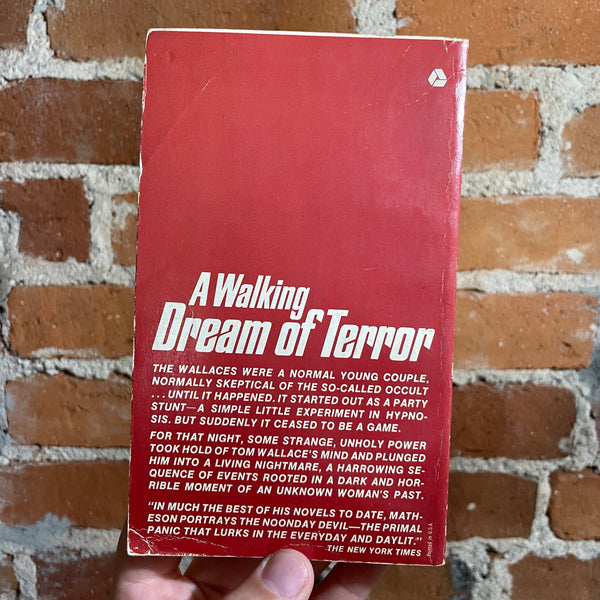 A Walking
Dream of Terror
THE WALLACES WERE A NORMAL YOUNG COUPLE,
NORMALLY SKEPTICAL OF THE SO-CALLED OCCULT
. . . UNTIL IT HAPPENED. IT STARTED OUT AS A PARTY
STUNT—A SIMPLE LITTLE EXPERIMENT IN HYPNO-
SIS. BUT SUDDENLY IT CEASED TO BE A GAME.
FOR THAT NIGHT, SOME STRANGE, UNHOLY POWER
TOOK HOLD OF TOM WALLACE'S MIND AND PLUNGED
HIM INTO A LIVING NIGHTMARE, A HARROWING SE-
QUENCE OF EVENTS ROOTED IN A DARK AND HOR-
RIBLE MOMENT OF AN UNKNOWN WOMAN'S PAST.
"IN MUCH THE BEST OF HIS NOVELS TO DATE, MATH-
ESON PORTRAYS THE NOONDAY DEVIL—THE PRIMAL
PANIC THAT LURKS IN THE EVERYDAY AND DAYLIT."
THE NEW YORK TIMES
Printed in U.S.A.